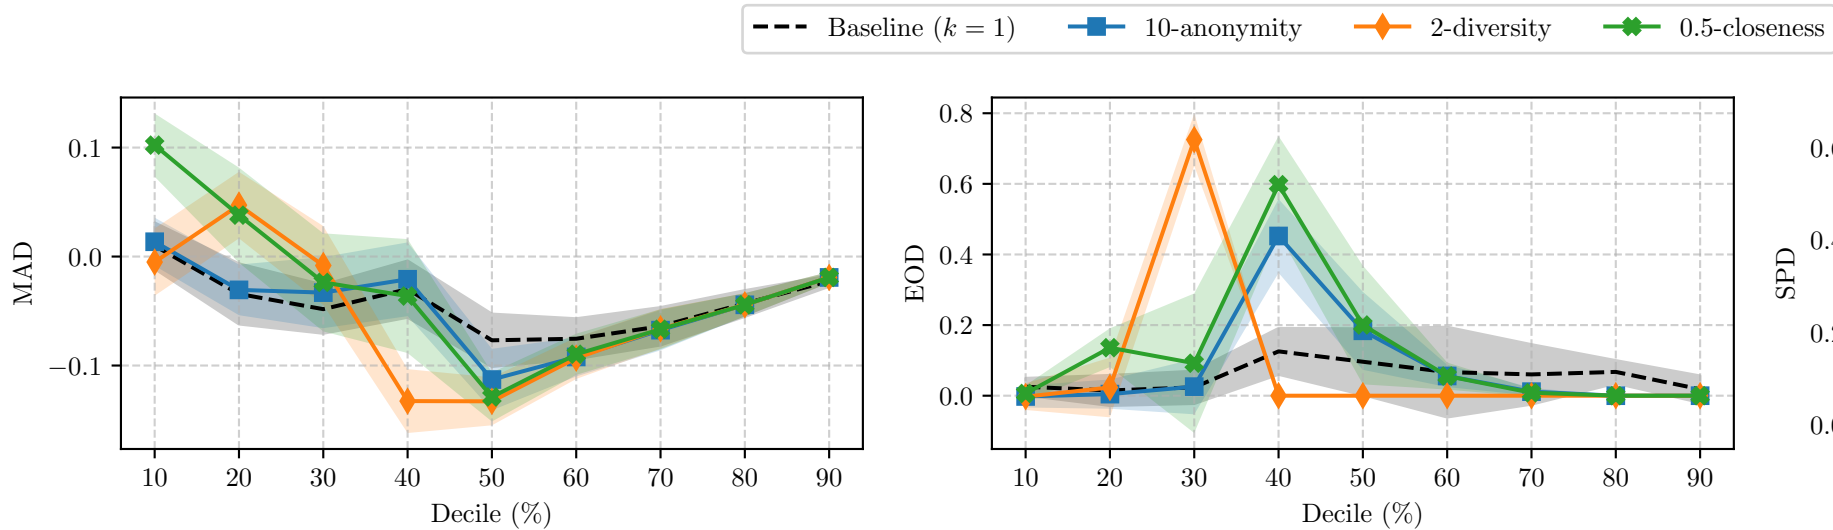 Baseline (k = 1) 10-anonymity 2-diversity 0.5-closeness
MAD
0.1
0.0
−0.1
10 20 30 40 50 60 70 80 90
Decile (%)
EOD
0.8
0.6
0.4
0.2
0.0
10 20 30 40 50 60 70 80 90
Decile (%)
SPD